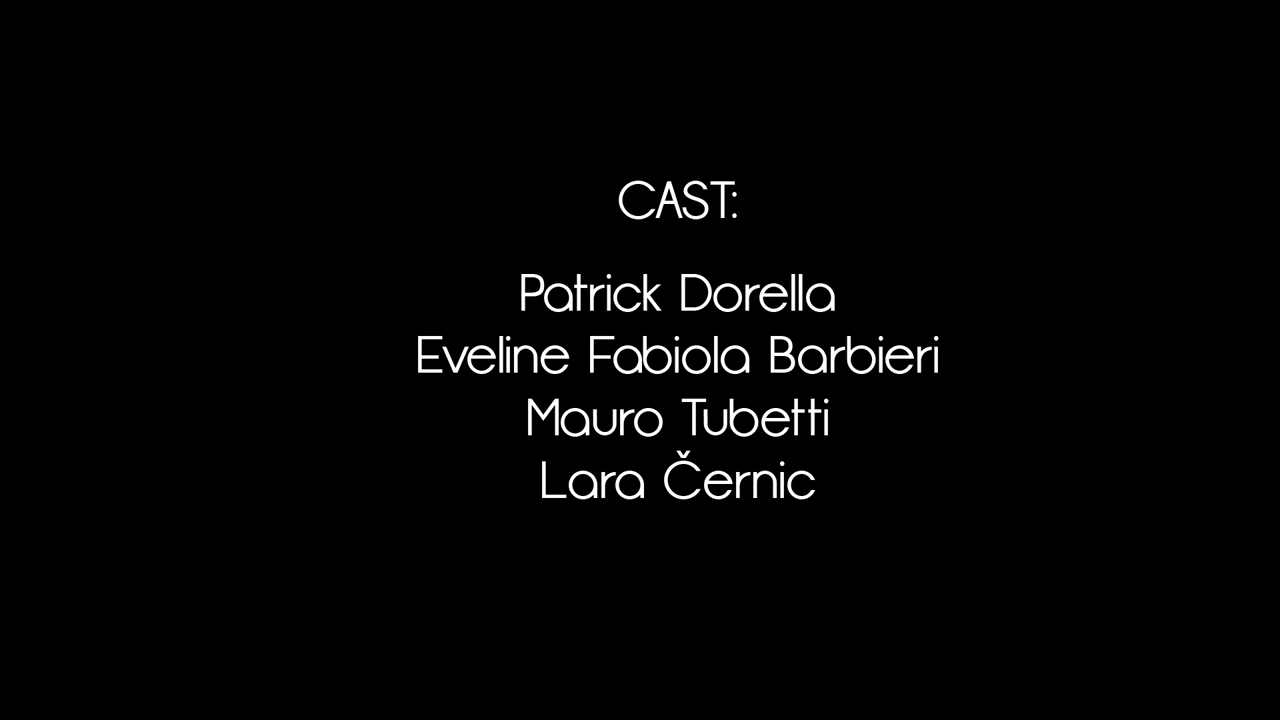 CAST:
Patrick Dorella
Eveline Fabiola Barbieri
Mauro Tubetti
Lara Černic